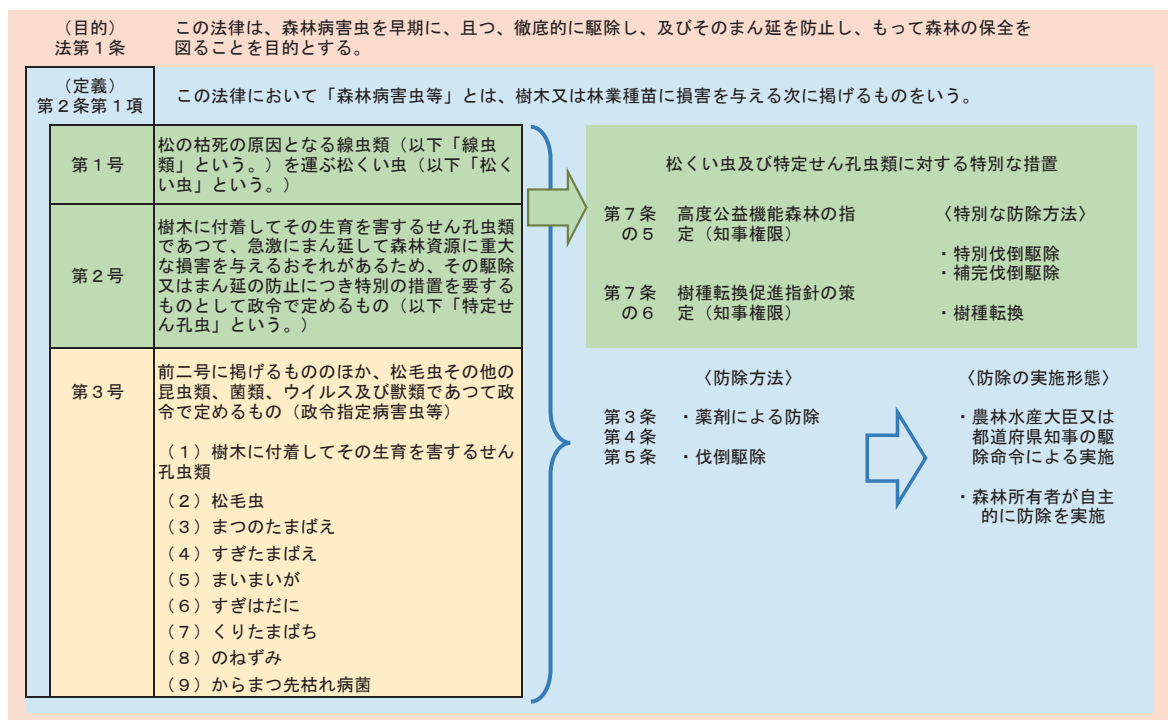 （目的）
法第１条
この法律は、森林病害虫を早期に、且つ、徹底的に駆除し、及びそのまん延を防止し、もって森林の保全を
図ることを目的とする。
（定義）
第２条第１項
この法律において「森林病害虫等」とは、樹木又は林業種苗に損害を与える次に掲げるものをいう。
第１号
松の枯死の原因となる線虫類（以下「線虫
類」という。）を運ぶ松くい虫（以下「松く
い虫」という。）
第２号
樹木に付着してその生育を害するせん孔虫類
であつて、急激にまん延して森林資源に重大
な損害を与えるおそれがあるため、その駆除
又はまん延の防止につき特別の措置を要する
ものとして政令で定めるもの（以下「特定せ
ん孔虫」という。）
第３号
前二号に掲げるもののほか、松毛虫その他の
昆虫類、菌類、ウイルス及び獣類であつて政
令で定めるもの（政令指定病害虫等）
（１）樹木に付着してその生育を害するせん
孔虫類
（２）松毛虫
（３）まつのたまばえ
（４）すぎたまばえ
（５）まいまいが
（６）すぎはだに
（７）くりたまばち
（８）のねずみ
（９）からまつ先枯れ病菌
松くい虫及び特定せん孔虫類に対する特別な措置
第７条　高度公益機能森林の指
の５　定（知事権限）
第７条　樹種転換促進指針の策
の６　定（知事権限）
〈特別な防除方法〉
・特別伐倒駆除
・補完伐倒駆除
・樹種転換
〈防除方法〉
第３条　・薬剤による防除
第４条
第５条　・伐倒駆除
〈防除の実施形態〉
・農林水産大臣又は
都道府県知事の駆
除命令による実施
・森林所有者が自主
的に防除を実施